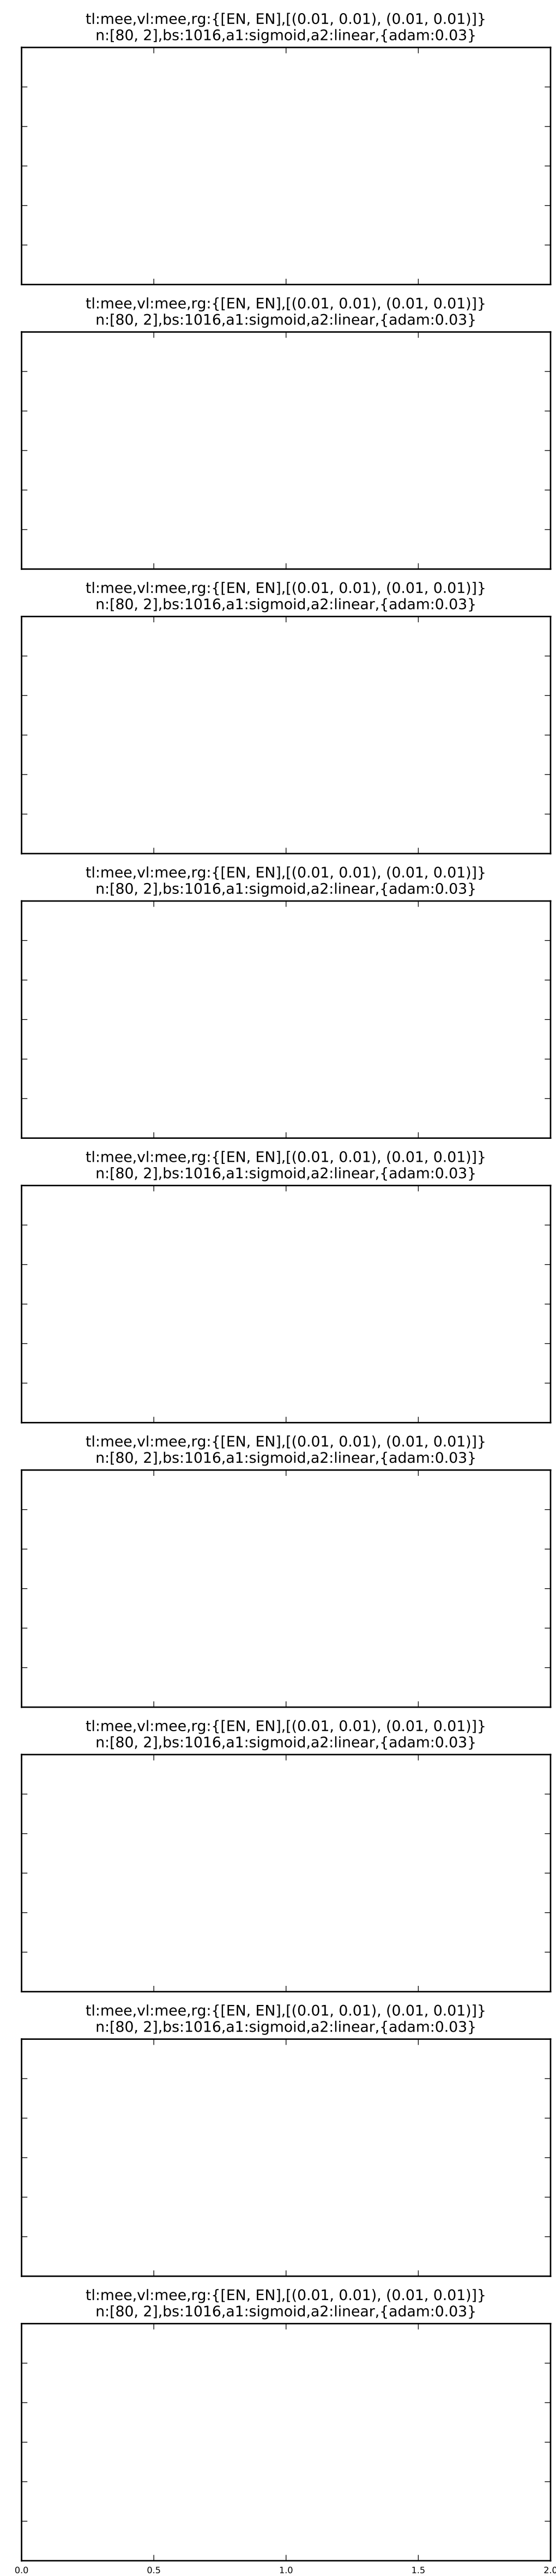 tl:mee,vl:mee,rg:{[EN, EN],[(0.01, 0.01), (0.01, 0.01)]}
n:[80, 2],bs:1016,a1:sigmoid,a2:linear,{adam:0.03}
tl:mee,vl:mee,rg:{[EN, EN],[(0.01, 0.01), (0.01, 0.01)]}
n:[80, 2],bs:1016,a1:sigmoid,a2:linear,{adam:0.03}
tl:mee,vl:mee,rg:{[EN, EN],[(0.01, 0.01), (0.01, 0.01)]}
n:[80, 2],bs:1016,a1:sigmoid,a2:linear,{adam:0.03}
tl:mee,vl:mee,rg:{[EN, EN],[(0.01, 0.01), (0.01, 0.01)]}
n:[80, 2],bs:1016,a1:sigmoid,a2:linear,{adam:0.03}
tl:mee,vl:mee,rg:{[EN, EN],[(0.01, 0.01), (0.01, 0.01)]}
n:[80, 2],bs:1016,a1:sigmoid,a2:linear,{adam:0.03}
tl:mee,vl:mee,rg:{[EN, EN],[(0.01, 0.01), (0.01, 0.01)]}
n:[80, 2],bs:1016,a1:sigmoid,a2:linear,{adam:0.03}
tl:mee,vl:mee,rg:{[EN, EN],[(0.01, 0.01), (0.01, 0.01)]}
n:[80, 2],bs:1016,a1:sigmoid,a2:linear,{adam:0.03}
tl:mee,vl:mee,rg:{[EN, EN],[(0.01, 0.01), (0.01, 0.01)]}
n:[80, 2],bs:1016,a1:sigmoid,a2:linear,{adam:0.03}
tl:mee,vl:mee,rg:{[EN, EN],[(0.01, 0.01), (0.01, 0.01)]}
n:[80, 2],bs:1016,a1:sigmoid,a2:linear,{adam:0.03}
0.0 0.5 1.0 1.5 2.0